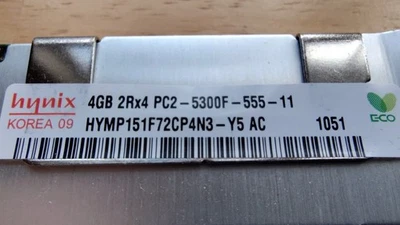 hynix 4GB 2Rx4 PC2-5300F-555-11
KOREA 09 HYMP151F72CP4N3-Y5 AC 1051
ECO